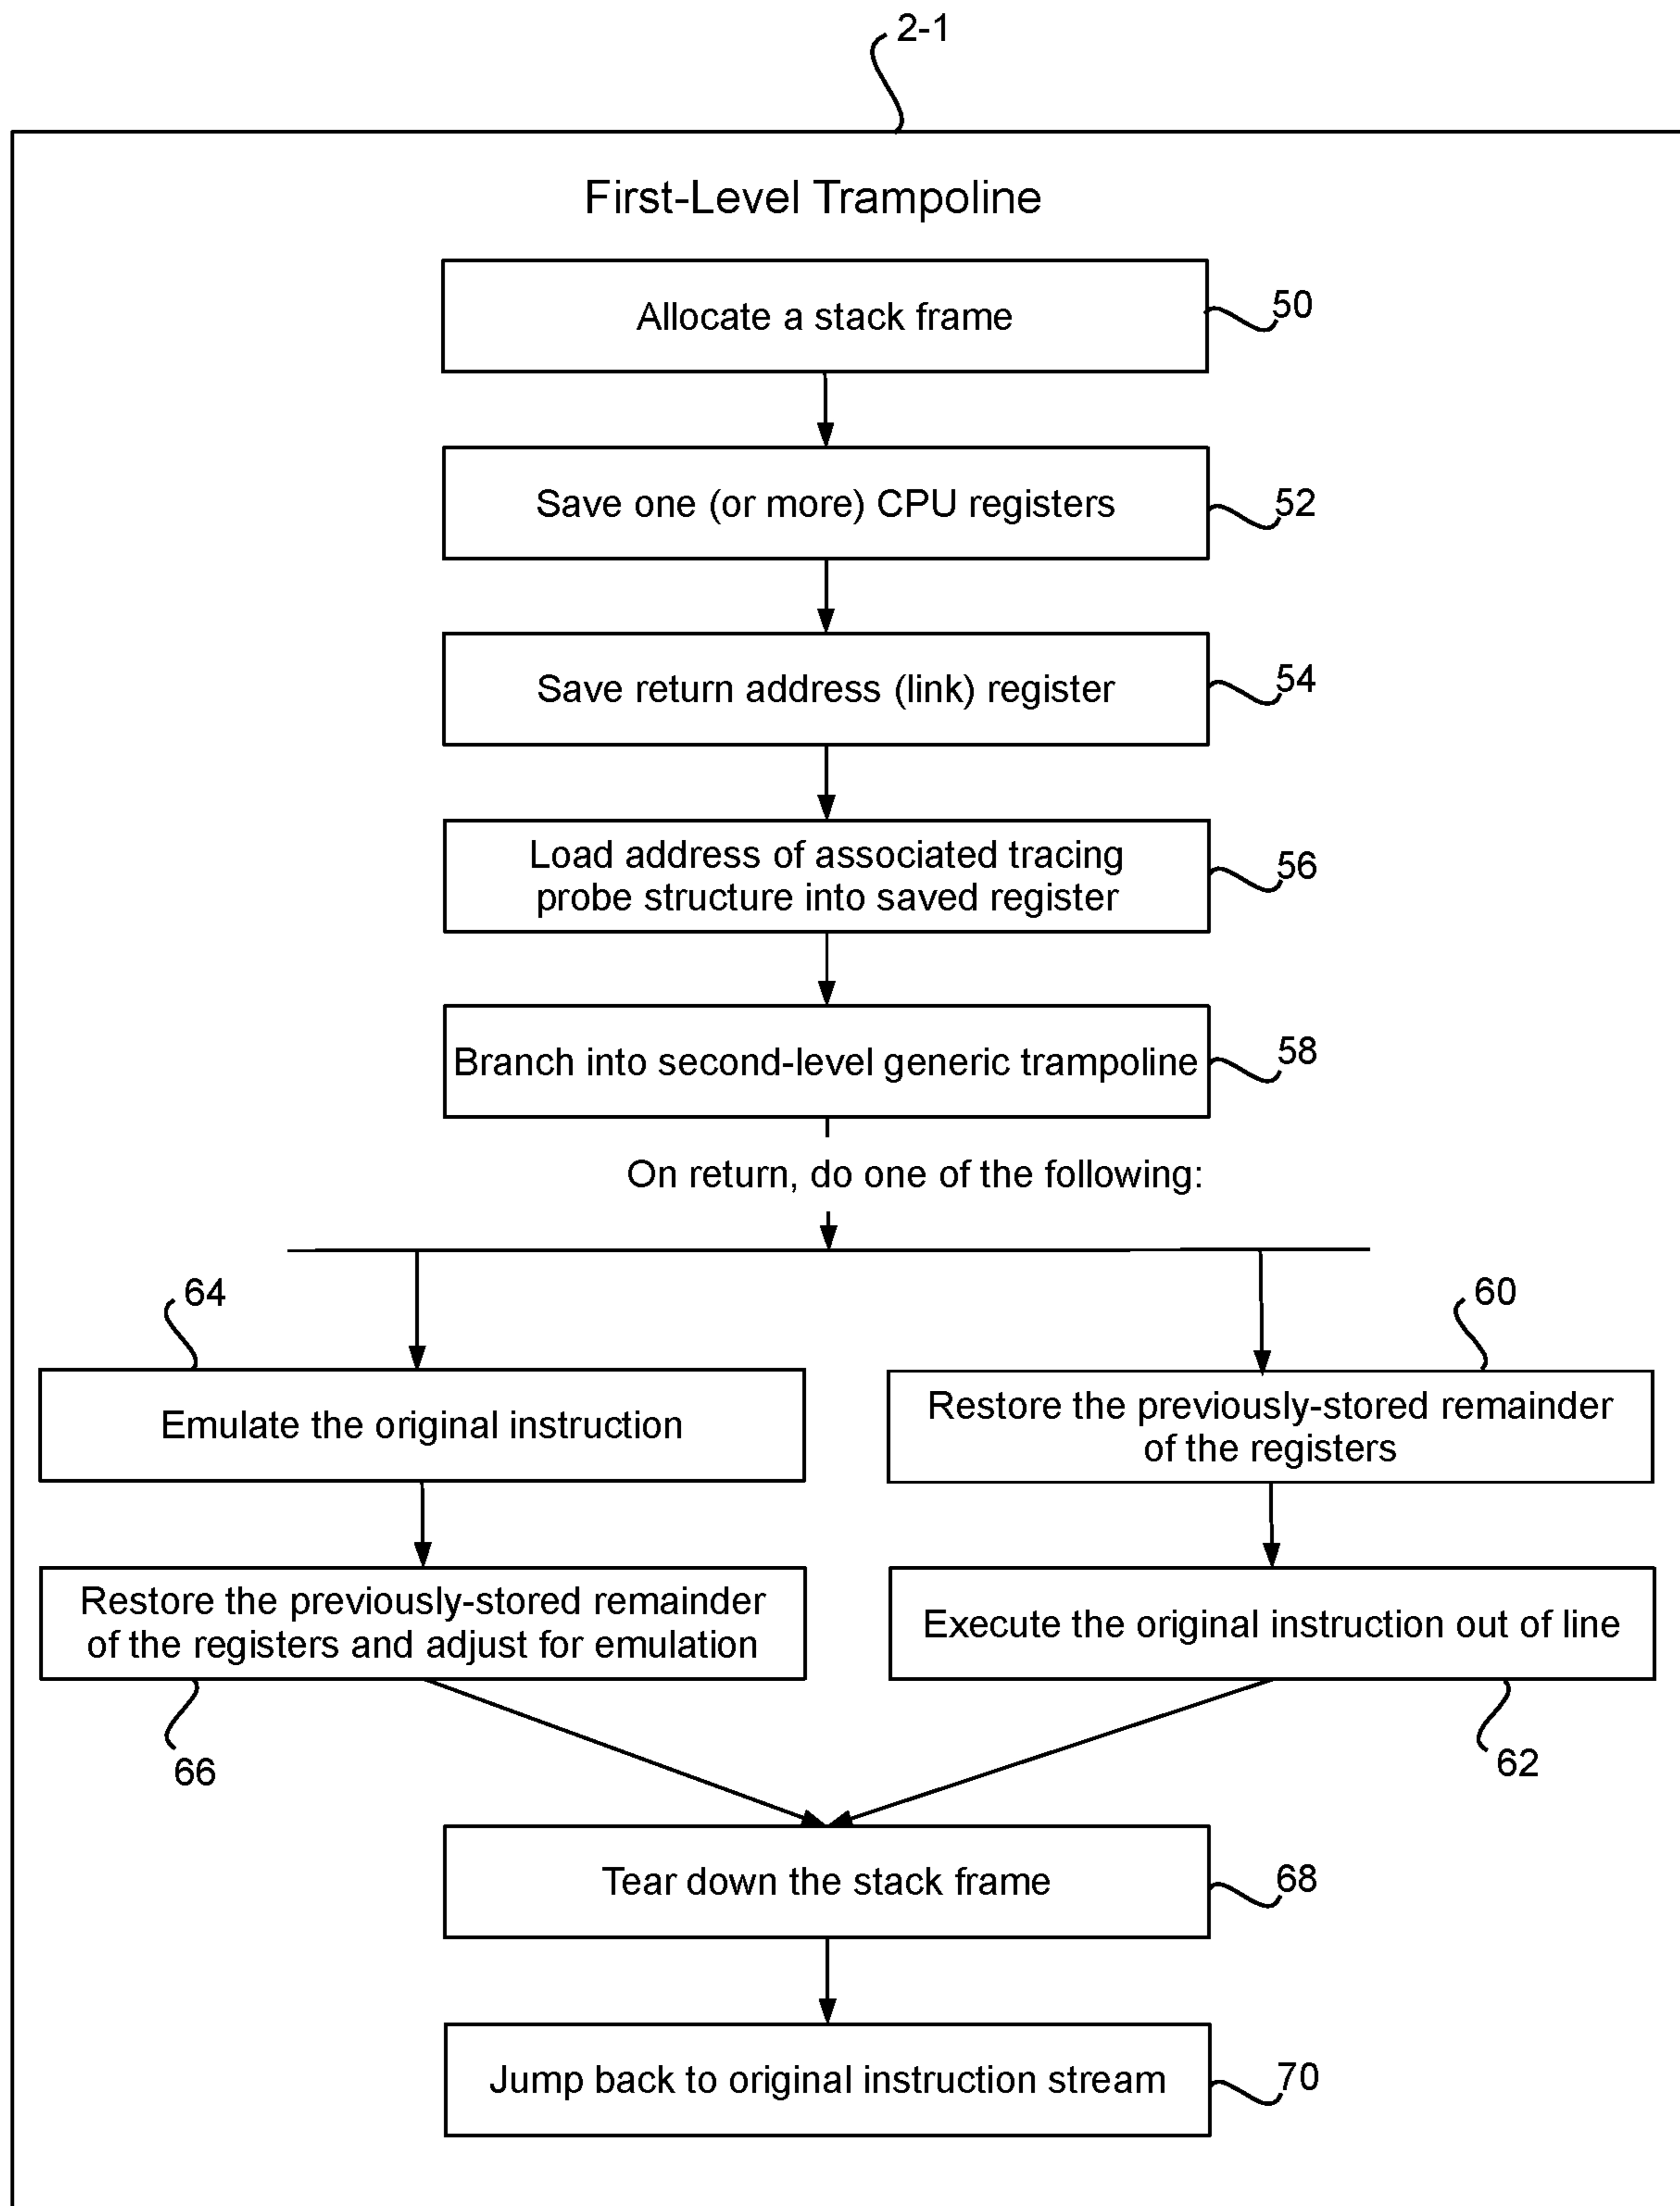 2-1
First-Level Trampoline
Allocate a stack frame
50
Save one (or more) CPU registers
52
Save return address (link) register
54
Load address of associated tracing
probe structure into saved register
56
Branch into second-level generic trampoline
58
On return, do one of the following:
64
60
Emulate the original instruction
Restore the previously-stored remainder
of the registers
Restore the previously-stored remainder
of the registers and adjust for emulation
Execute the original instruction out of line
66
62
Tear down the stack frame
68
Jump back to original instruction stream
70